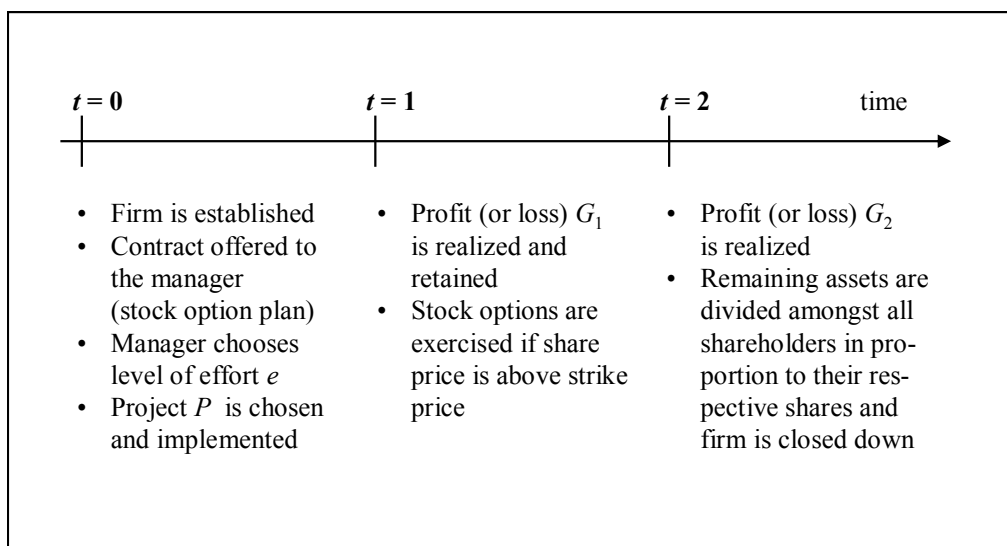 t = 0 t = 1 t = 2 time
• Firm is established
• Contract offered to
the manager
(stock option plan)
• Manager chooses
level of effort e
• Project P is chosen
and implemented
• Profit (or loss) G₁
is realized and
retained
• Stock options are
exercised if share
price is above strike
price
• Profit (or loss) G₂
is realized
• Remaining assets are
divided amongst all
shareholders in pro-
portion to their res-
pective shares and
firm is closed down